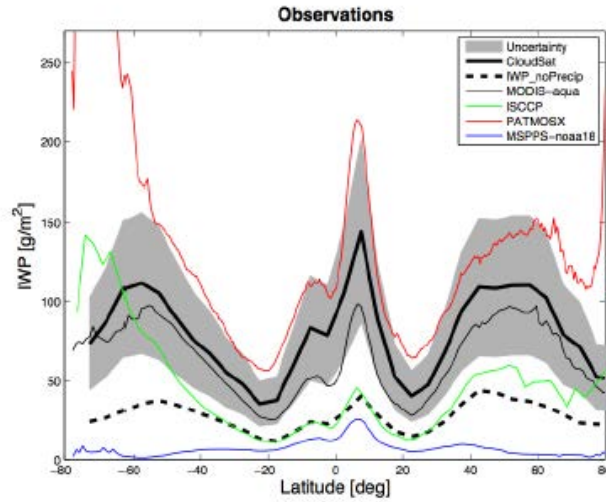 Observations
250
200
150
100
50
0
IWP [g/m²]
Uncertainty
CloudSat
IWP_noPrecip
MODIS-aqua
ISCCP
PATMOSX
MSPPS-noaa18
-80 -60 -40 -20 0 20 40 60 80
Latitude [deg]